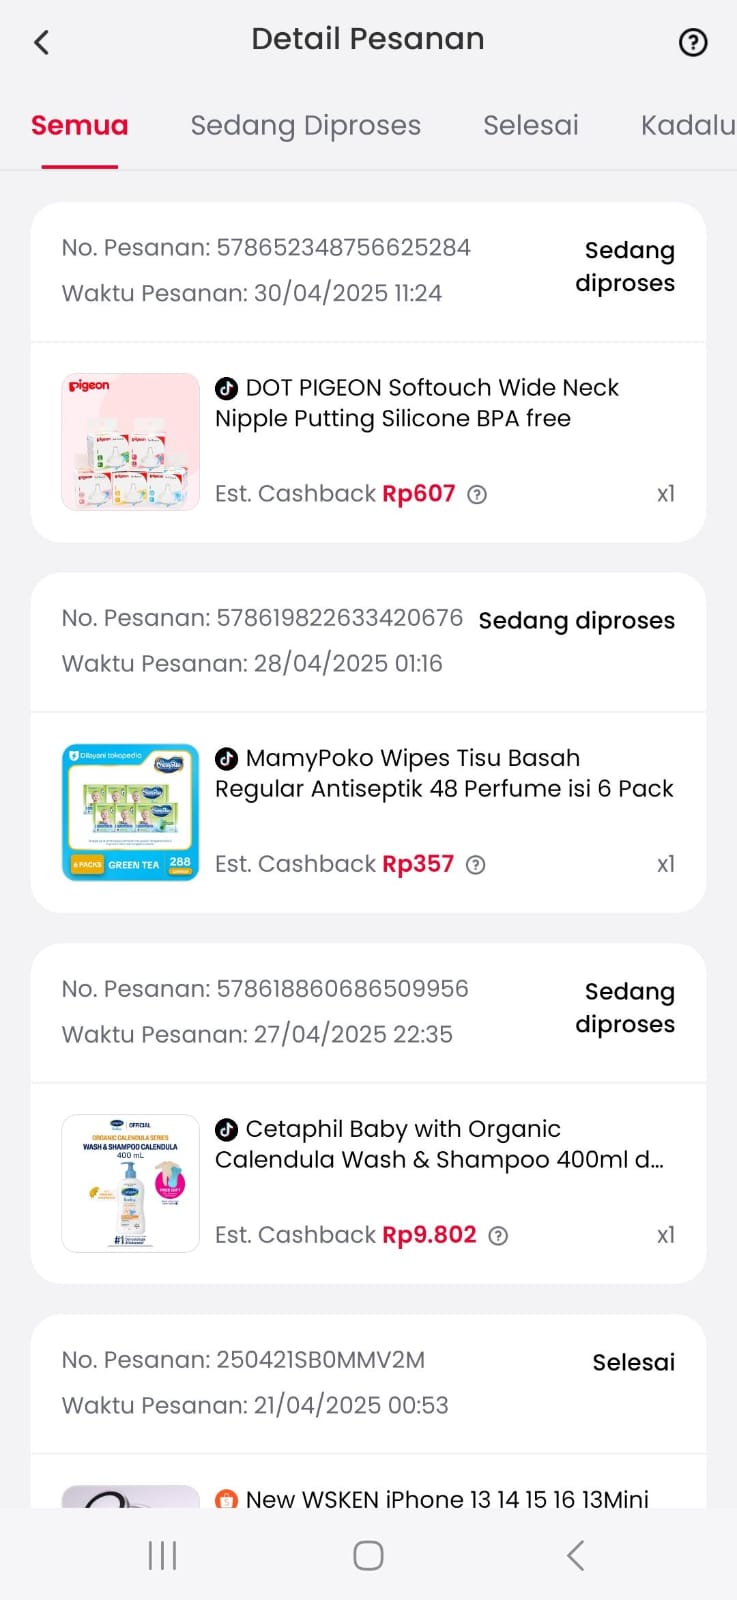 Detail Pesanan
Semua
Sedang Diproses
Selesai
Kadalu
No. Pesanan: 578652348756625284
Sedang
diproses
Waktu Pesanan: 30/04/2025 11:24
pigeon
DOT PIGEON Softouch Wide Neck
Nipple Putting Silicone BPA free
Est. Cashback Rp607
x1
No. Pesanan: 578619822633420676
Sedang diproses
Waktu Pesanan: 28/04/2025 01:16
Dilayani tokopedia
MamyPoko
6 PACKS
GREEN TEA
288
MamyPoko Wipes Tisu Basah
Regular Antiseptik 48 Perfume isi 6 Pack
Est. Cashback Rp357
x1
No. Pesanan: 578618860686509956
Sedang
diproses
Waktu Pesanan: 27/04/2025 22:35
OFFICIAL
ORGANIC CALENDULA SERIES
WASH & SHAMPOO CALENDULA
400 mL
#1
Cetaphil Baby with Organic
Calendula Wash & Shampoo 400ml d...
Est. Cashback Rp9.802
x1
No. Pesanan: 250421SB0MMV2M
Selesai
Waktu Pesanan: 21/04/2025 00:53
New WSKEN iPhone 13 14 15 16 13Mini